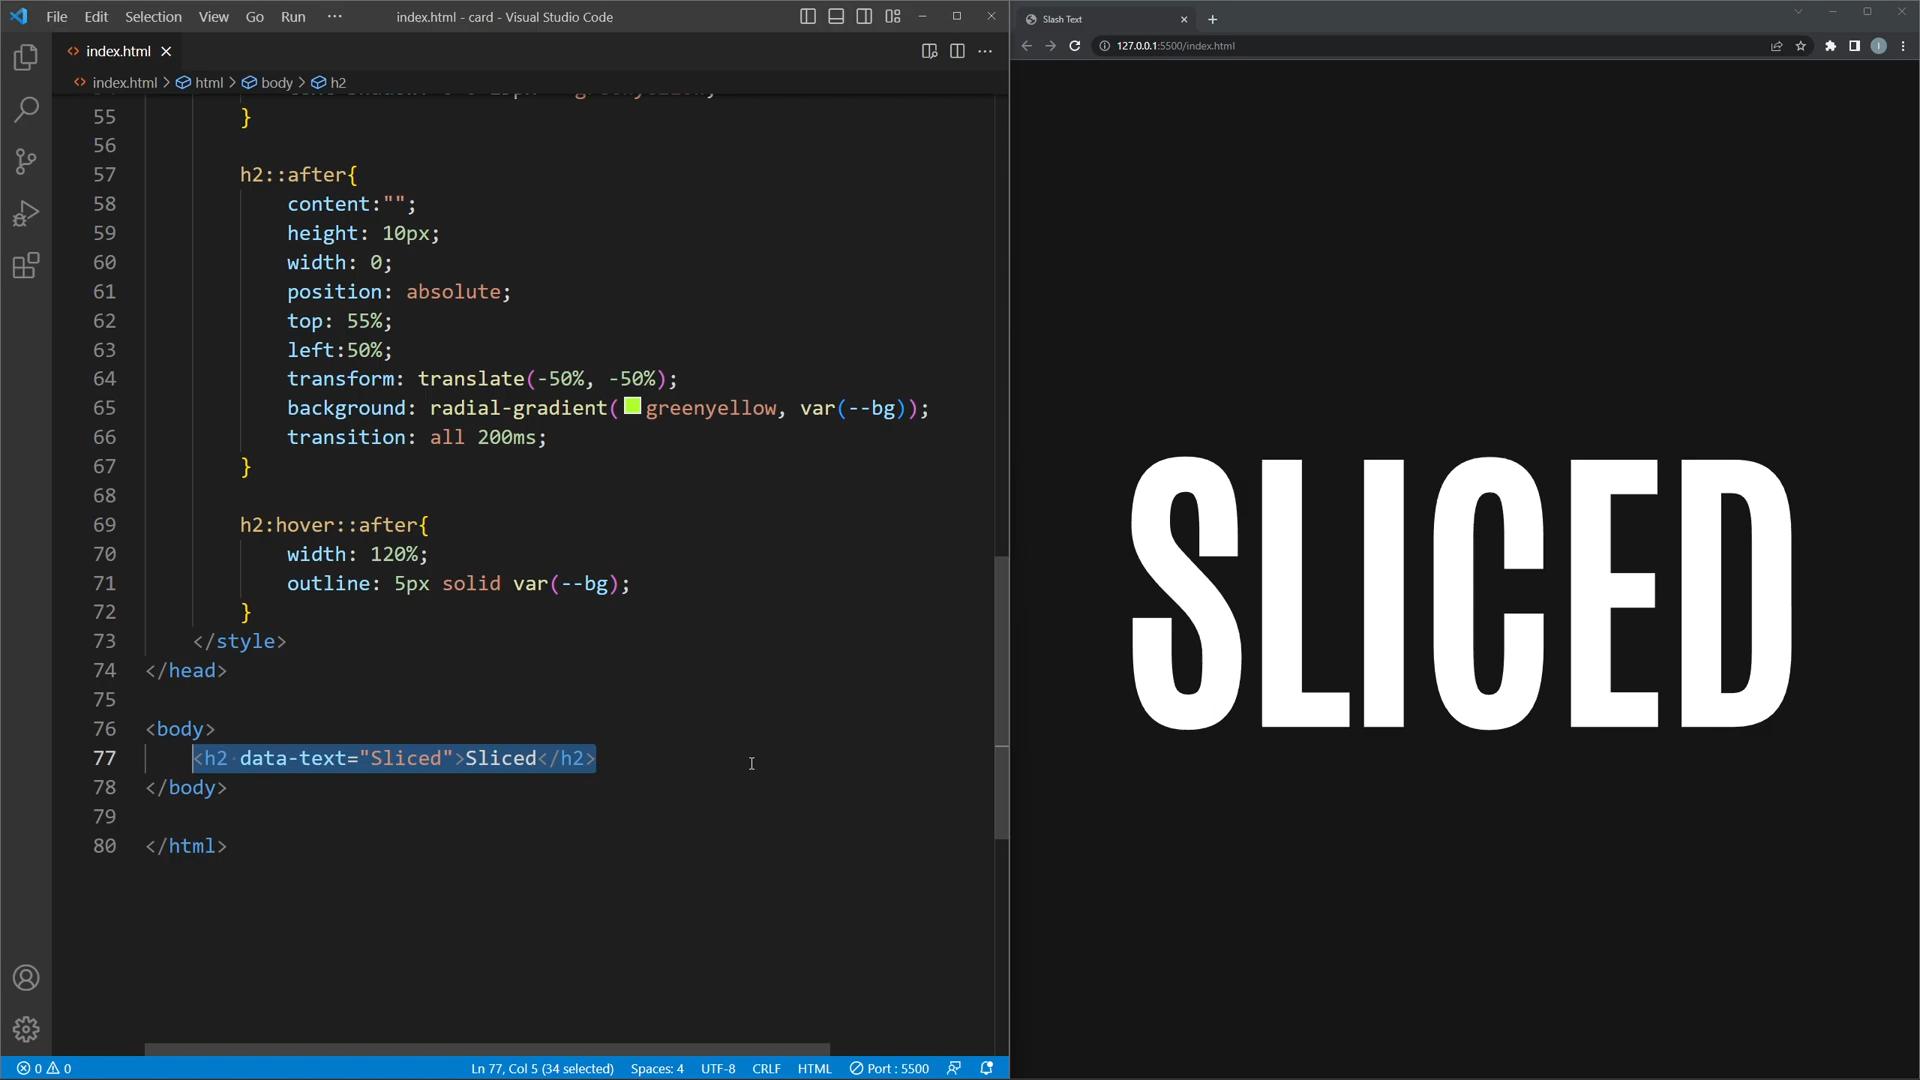 File Edit Selection View Go Run ··· index.html - card - Visual Studio Code
index.html
index.html > html > body > h2
55 }
56
57 h2::after{
58 content:"";
59 height: 10px;
60 width: 0;
61 position: absolute;
62 top: 55%;
63 left:50%;
64 transform: translate(-50%, -50%);
65 background: radial-gradient(greenyellow, var(--bg));
66 transition: all 200ms;
67 }
68
69 h2:hover::after{
70 width: 120%;
71 outline: 5px solid var(--bg);
72 }
73 </style>
74 </head>
75
76 <body>
77 <h2 data-text="Sliced">Sliced</h2>
78 </body>
79
80 </html>
0 0 Ln 77, Col 5 (34 selected) Spaces: 4 UTF-8 CRLF HTML Port : 5500
Slash Text
127.0.0.1:5500/index.html
SLICED